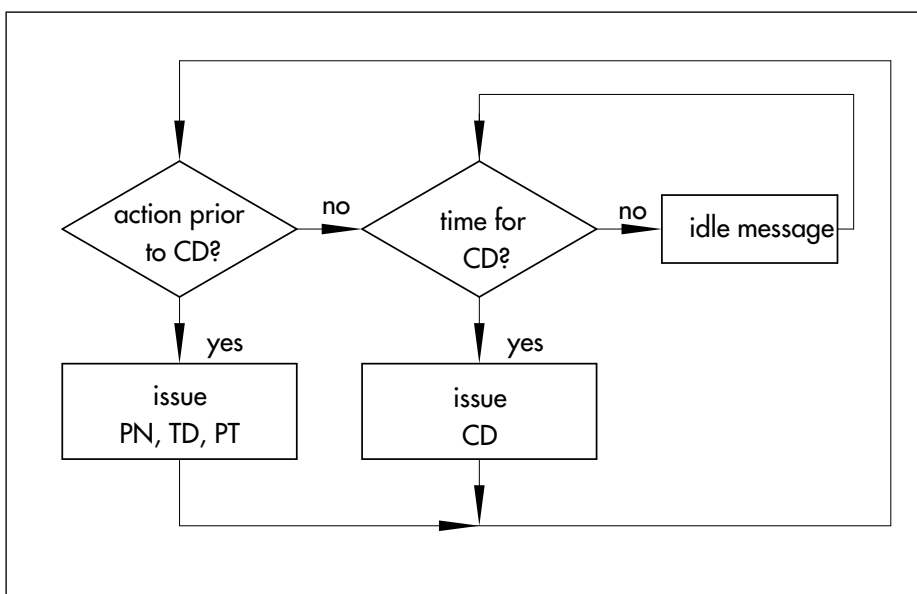 action prior
to CD?
no
time for
CD?
no
idle message
yes
issue
PN, TD, PT
yes
issue
CD